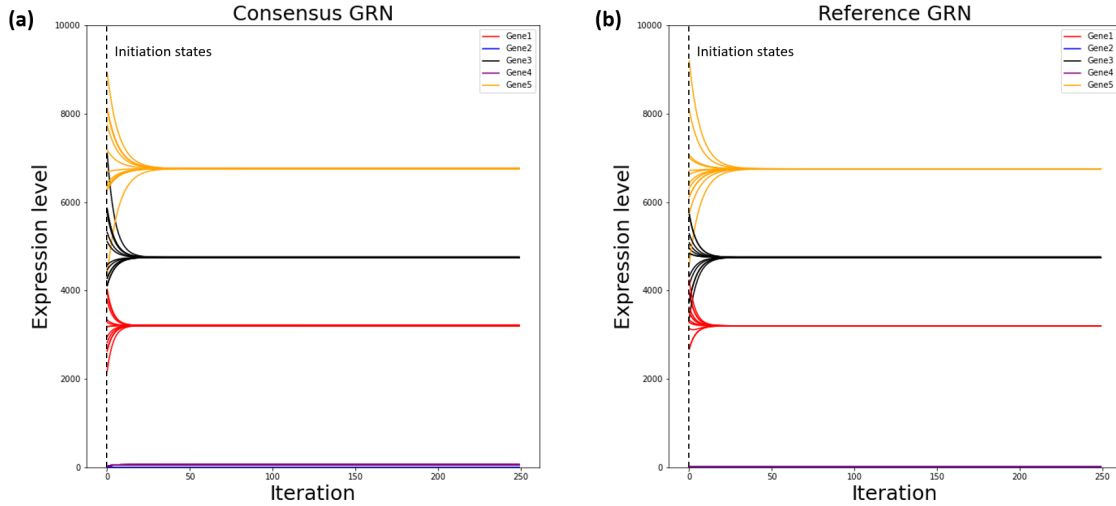 (a)
Consensus GRN
Expression level
10000
8000
6000
4000
2000
0
Initiation states
Gene1
Gene2
Gene3
Gene4
Gene5
0
50
100
150
200
250
Iteration
(b)
Reference GRN
Expression level
10000
8000
6000
4000
2000
0
Initiation states
Gene1
Gene2
Gene3
Gene4
Gene5
0
50
100
150
200
250
Iteration